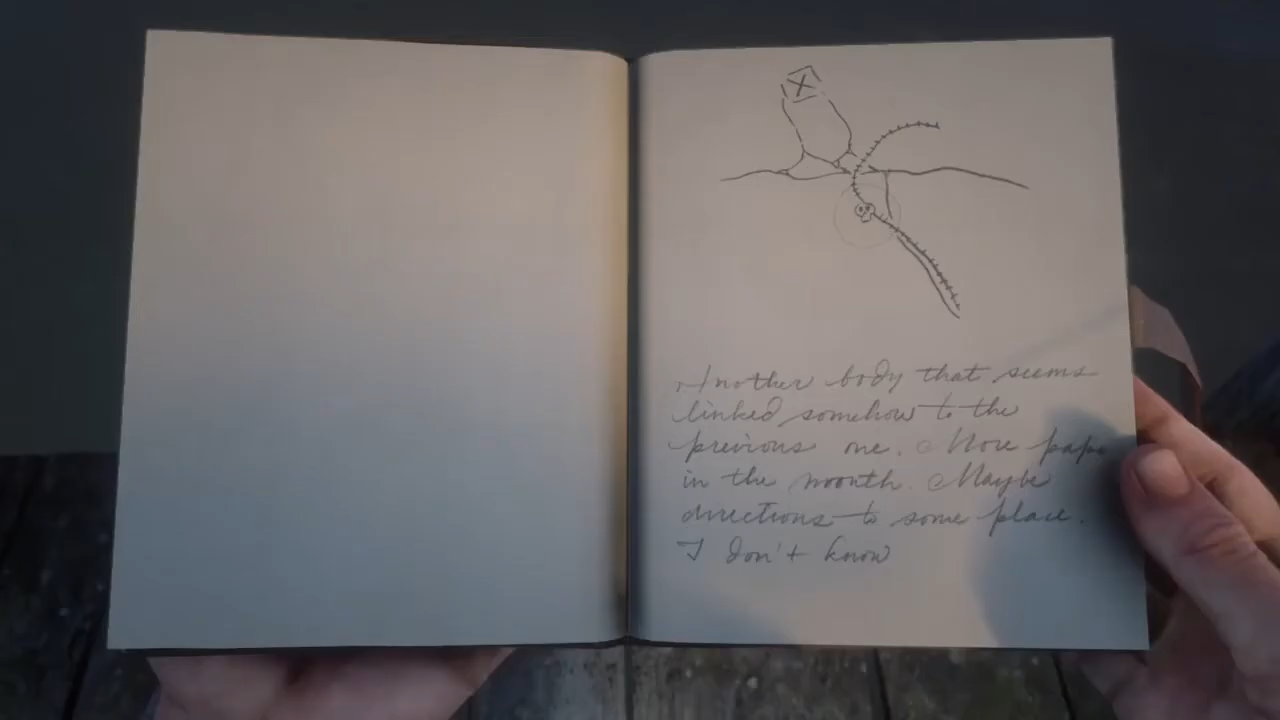 Another body that seems
linked somehow to the
previous one. More pape
in the mouth. Maybe
directions to some place.
I don't know